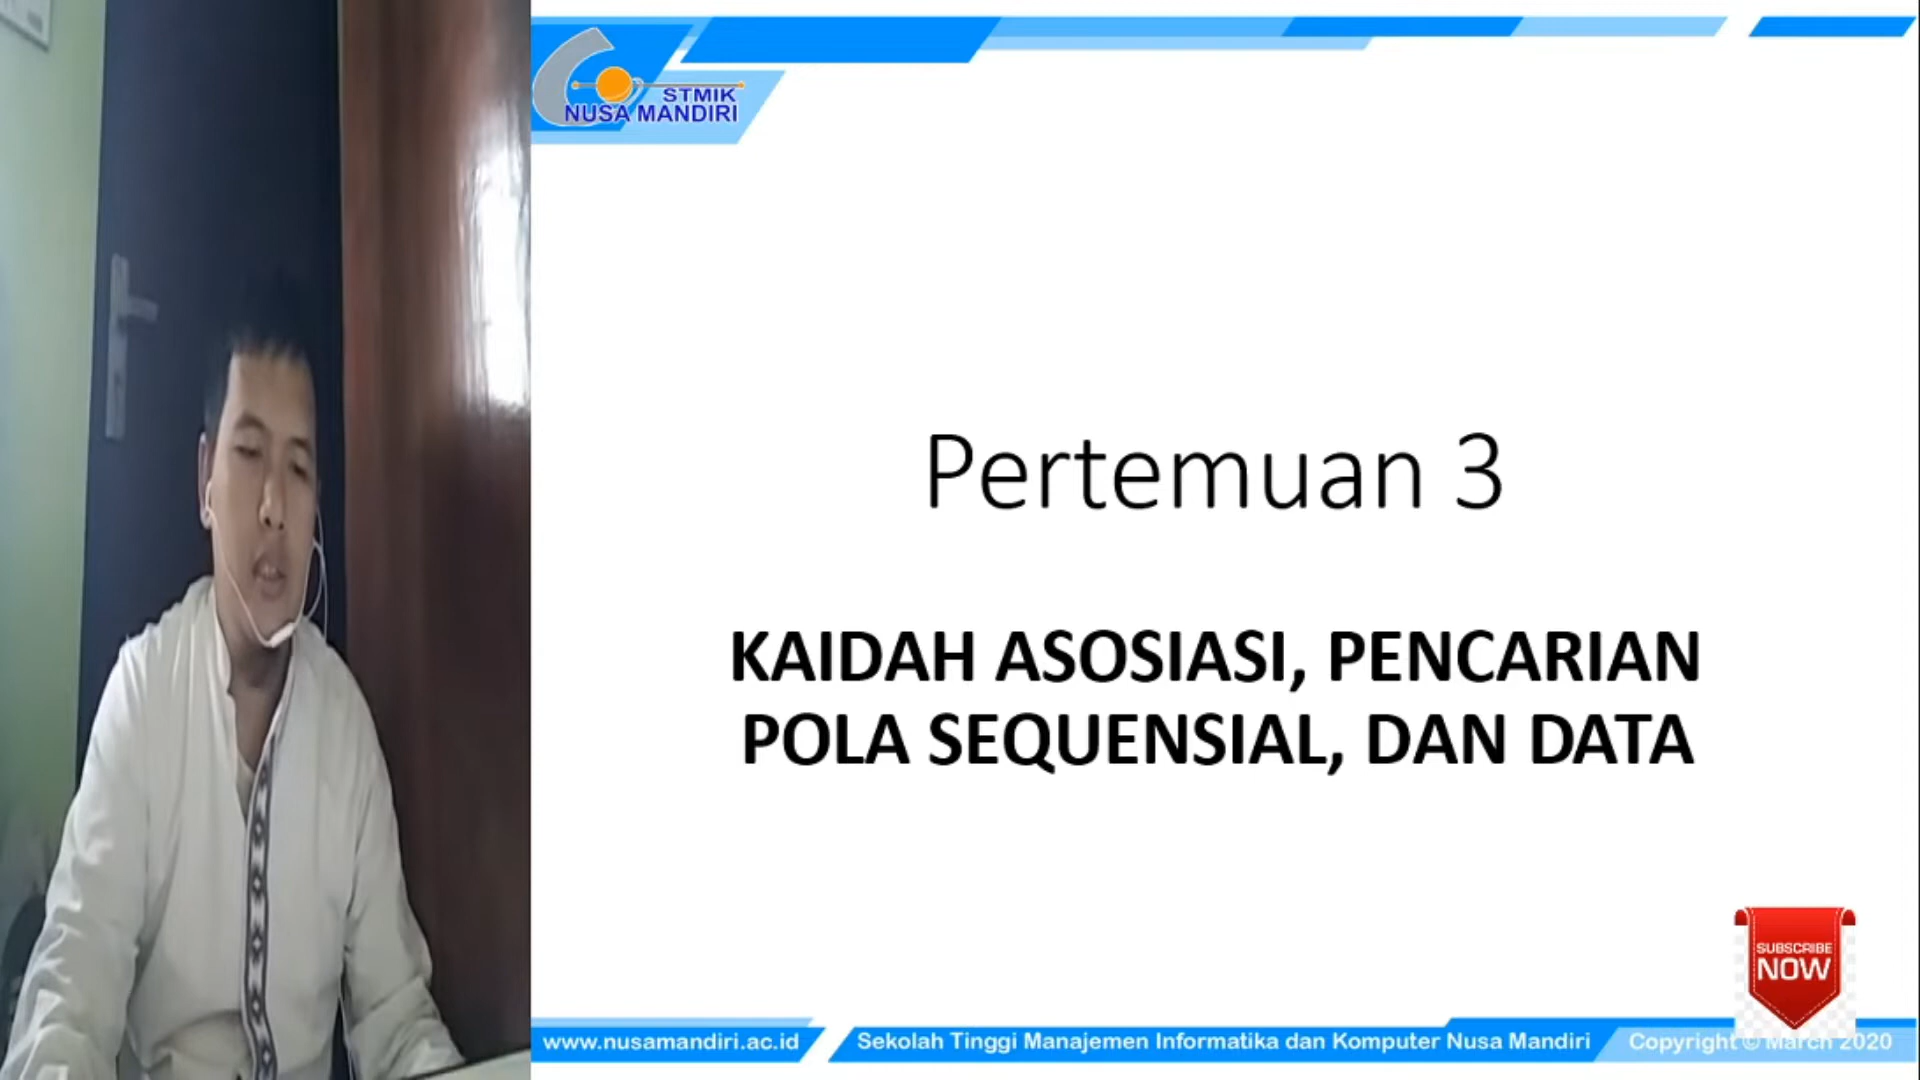 STMIK
NUSA MANDIRI
Pertemuan 3
KAIDAH ASOSIASI, PENCARIAN
POLA SEQUENSIAL, DAN DATA
SUBSCRIBE
NOW
www.nusamandiri.ac.id
Sekolah Tinggi Manajemen Informatika dan Komputer Nusa Mandiri
Copyright © March 2020